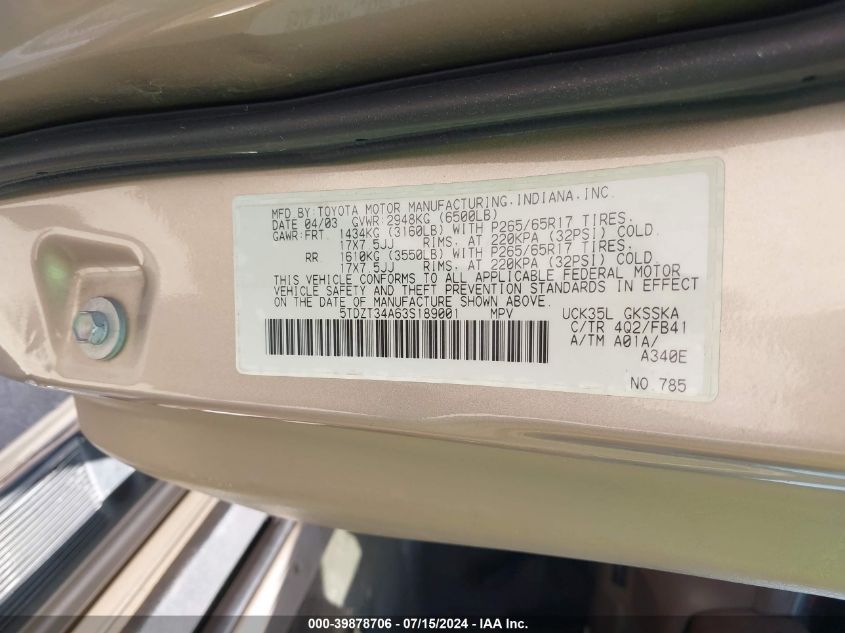 MFD.BY:TOYOTA MOTOR MANUFACTURING.INDIANA.INC.
DATE 04/03 GVWR:2948KG (6500LB)
GAWR:FRT. 1434KG (3160LB) WITH P265/65R17 TIRES.
17X7.5JJ RIMS. AT 220KPA (32PSI) COLD.
RR 1610KG (3550LB) WITH P265/65R17 TIRES.
17X7.5JJ RIMS. AT 220KPA (32PSI) COLD.
THIS VEHICLE CONFORMS TO ALL APPLICABLE FEDERAL MOTOR
VEHICLE SAFETY AND THEFT PREVENTION STANDARDS IN EFFECT
ON THE DATE OF MANUFACTURE SHOWN ABOVE.
5TDZT34A63S189001 MPV UCK35L GKSSKA
C/TR 4Q2/FB41
A/TM A01A/
A340E
NO.785
000-39878706 - 07/15/2024 - IAA Inc.